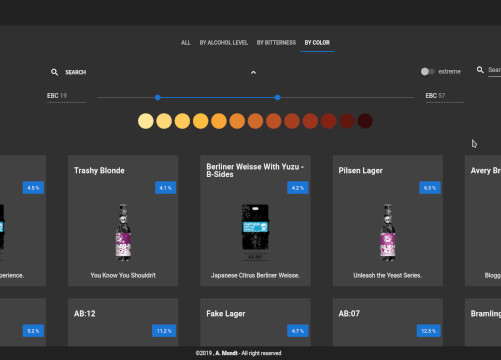 ALL BY ALCOHOL LEVEL BY BITTERNESS BY COLOR
SEARCH
extreme
Sear
EBC 19
EBC 57
Trashy Blonde
Berliner Weisse With Yuzu -
B-Sides
Pilsen Lager
Avery Br
4.5 %
4.1 %
4.2 %
6.3 %
perience.
You Know You Shouldn't
Japanese Citrus Berliner Weisse.
Unleash the Yeast Series.
Blogg
AB:12
Fake Lager
AB:07
Bramling
5.2 %
11.2 %
4.7 %
12.5 %
©2019 , A. Mandt - All right reserved